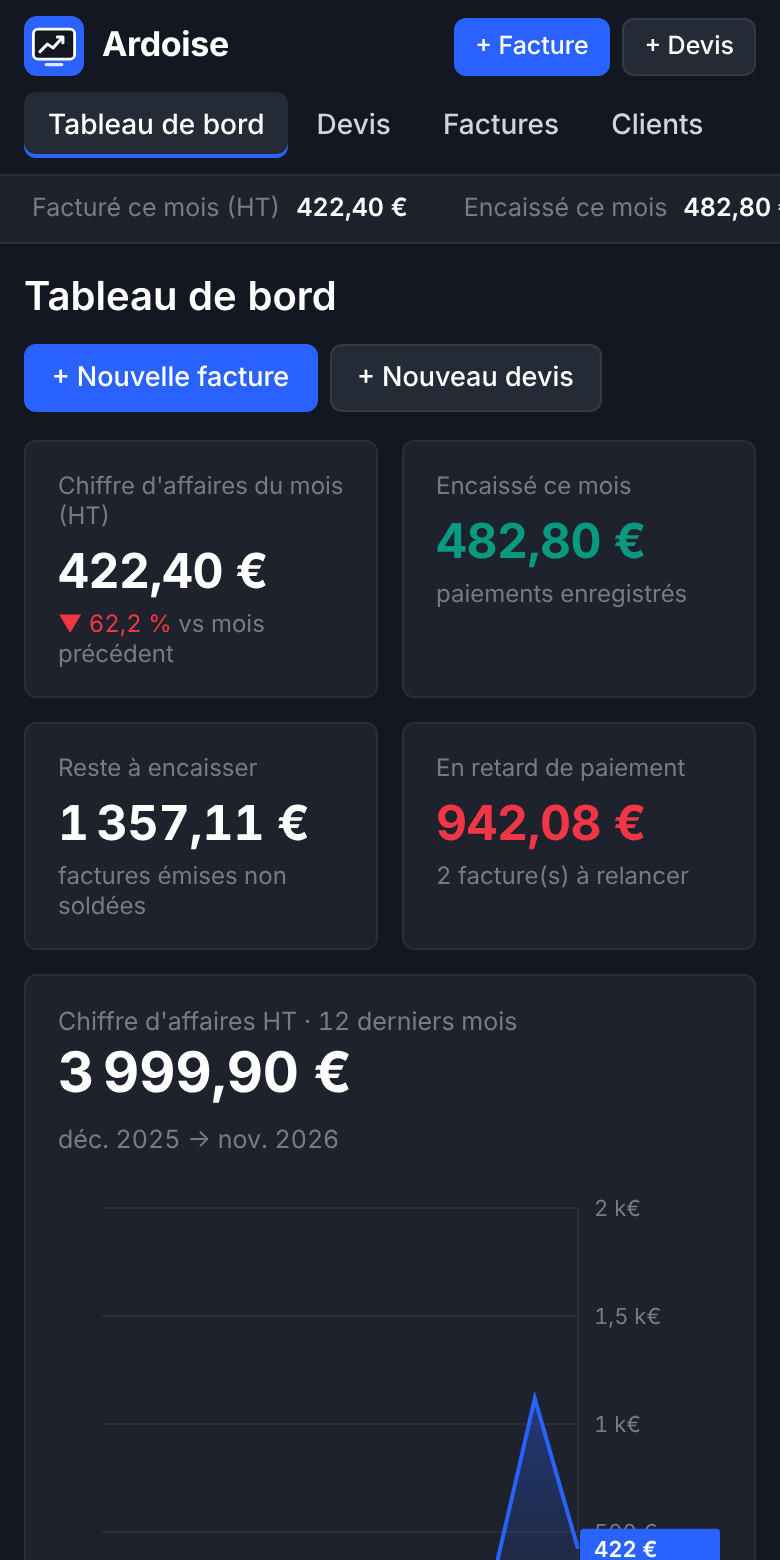 Ardoise
+ Facture
+ Devis
Tableau de bord
Devis
Factures
Clients
Facturé ce mois (HT) 422,40 €
Encaissé ce mois 482,80
Tableau de bord
+ Nouvelle facture
+ Nouveau devis
Chiffre d'affaires du mois
(HT)
422,40 €
▼ 62,2 % vs mois
précédent
Encaissé ce mois
482,80 €
paiements enregistrés
Reste à encaisser
1 357,11 €
factures émises non
soldées
En retard de paiement
942,08 €
2 facture(s) à relancer
Chiffre d'affaires HT · 12 derniers mois
3 999,90 €
déc. 2025 → nov. 2026
2 k€
1,5 k€
1 k€
422 €